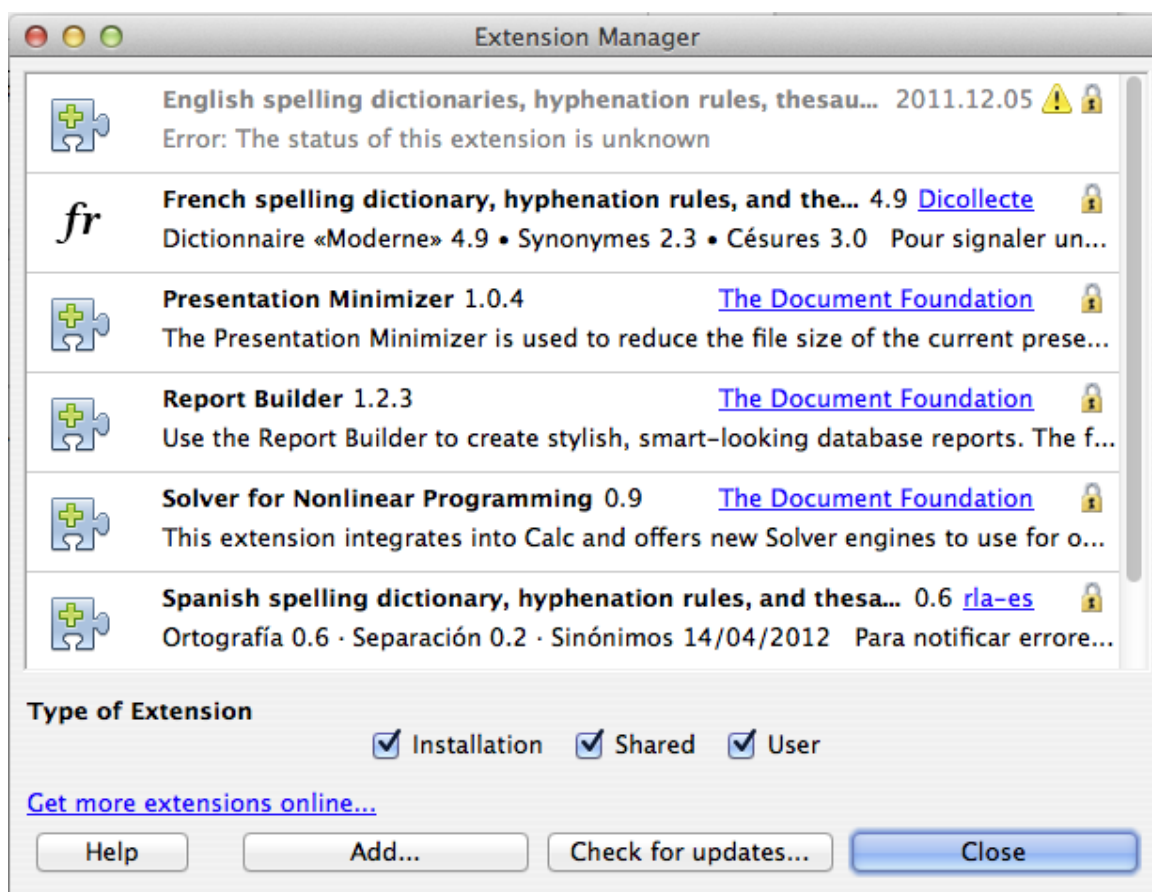 Extension Manager
English spelling dictionaries, hyphenation rules, thesau... 2011.12.05
Error: The status of this extension is unknown
fr
French spelling dictionary, hyphenation rules, and the... 4.9 Dicollecte
Dictionnaire «Moderne» 4.9 • Synonymes 2.3 • Césures 3.0 Pour signaler un...
Presentation Minimizer 1.0.4 The Document Foundation
The Presentation Minimizer is used to reduce the file size of the current prese...
Report Builder 1.2.3 The Document Foundation
Use the Report Builder to create stylish, smart-looking database reports. The f...
Solver for Nonlinear Programming 0.9 The Document Foundation
This extension integrates into Calc and offers new Solver engines to use for o...
Spanish spelling dictionary, hyphenation rules, and thesa... 0.6 rla-es
Ortografía 0.6 · Separación 0.2 · Sinónimos 14/04/2012 Para notificar errore...
Type of Extension
Installation Shared User
Get more extensions online...
Help Add... Check for updates... Close